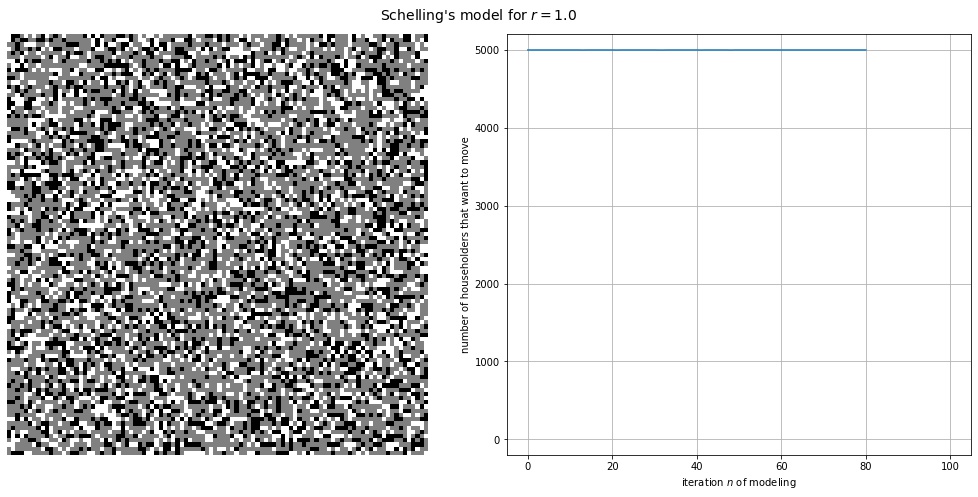 Schelling's model for r = 1.0
number of householders that want to move
5000
4000
3000
2000
1000
0
0 20 40 60 80 100
iteration n of modeling